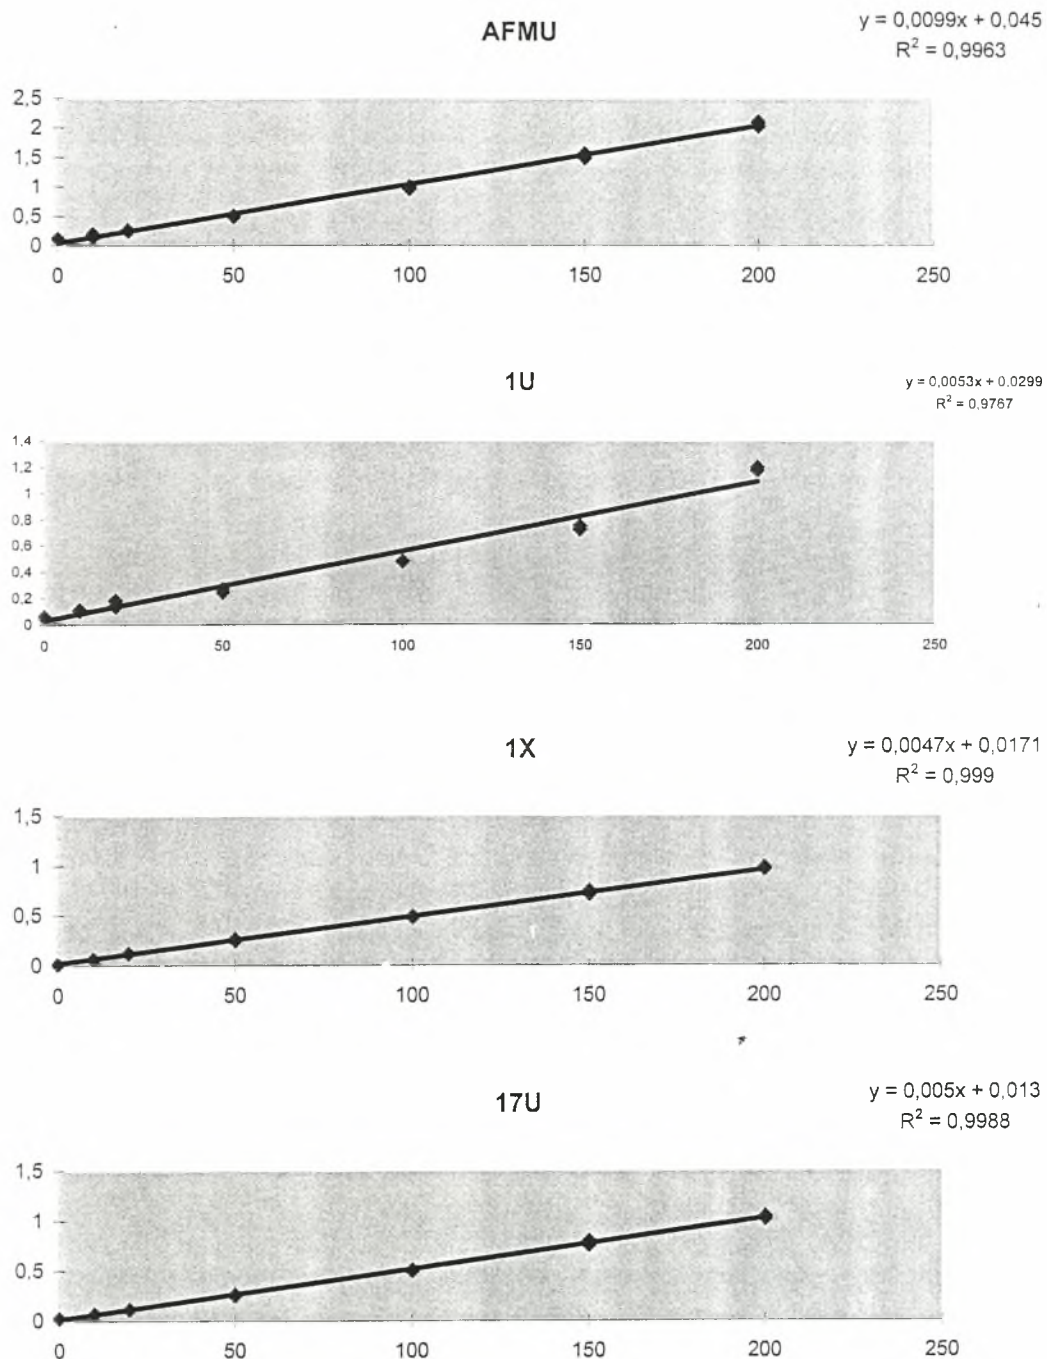 AFMU
y = 0,0099x + 0,045
R² = 0,9963
2,5
2
1,5
1
0,5
0
0 50 100 150 200 250
1U
y = 0,0053x + 0,0299
R² = 0,9767
1,4
1,2
1
0,8
0,6
0,4
0,2
0
0 50 100 150 200 250
1X
y = 0,0047x + 0,0171
R² = 0,999
1,5
1
0,5
0
0 50 100 150 200 250
17U
y = 0,005x + 0,013
R² = 0,9988
1,5
1
0,5
0
0 50 100 150 200 250